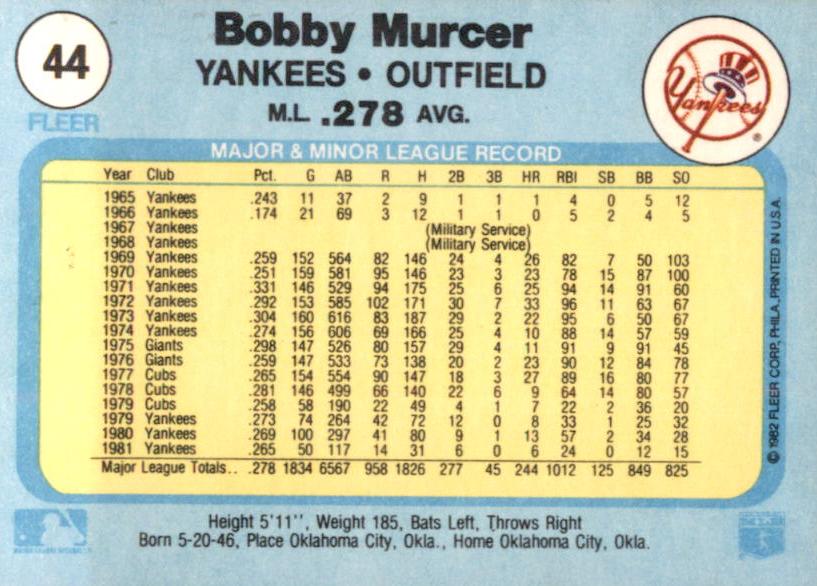 44
Bobby Murcer
YANKEES • OUTFIELD
M.L. .278 AVG.
FLEER
Yankees
®
MAJOR & MINOR LEAGUE RECORD
Year Club Pct. G AB R H 2B 3B HR RBI SB BB SO
1965 Yankees .243 11 37 2 9 1 1 1 4 0 5 12
1966 Yankees .174 21 69 3 12 1 1 0 5 2 4 5
1967 Yankees (Military Service)
1968 Yankees (Military Service)
1969 Yankees .259 152 564 82 146 24 4 26 82 7 50 103
1970 Yankees .251 159 581 95 146 23 3 23 78 15 87 100
1971 Yankees .331 146 529 94 175 25 6 25 94 14 91 60
1972 Yankees .292 153 585 102 171 30 7 33 96 11 63 67
1973 Yankees .304 160 616 83 187 29 2 22 95 6 50 67
1974 Yankees .274 156 606 69 166 25 4 10 88 14 57 59
1975 Giants .298 147 526 80 157 29 4 11 91 9 91 45
1976 Giants .259 147 533 73 138 20 2 23 90 12 84 78
1977 Cubs .265 154 554 90 147 18 3 27 89 16 80 77
1978 Cubs .281 146 499 66 140 22 6 9 64 14 80 57
1979 Cubs .258 58 190 22 49 4 1 7 22 2 36 20
1979 Yankees .273 74 264 42 72 12 0 8 33 1 25 32
1980 Yankees .269 100 297 41 80 9 1 13 57 2 34 28
1981 Yankees .265 50 117 14 31 6 0 6 24 0 12 15
Major League Totals.. .278 1834 6567 958 1826 277 45 244 1012 125 849 825
© 1982 FLEER CORP., PHILA., PRINTED IN U.S.A.
Height 5'11'', Weight 185, Bats Left, Throws Right
Born 5-20-46, Place Oklahoma City, Okla., Home Oklahoma City, Okla.